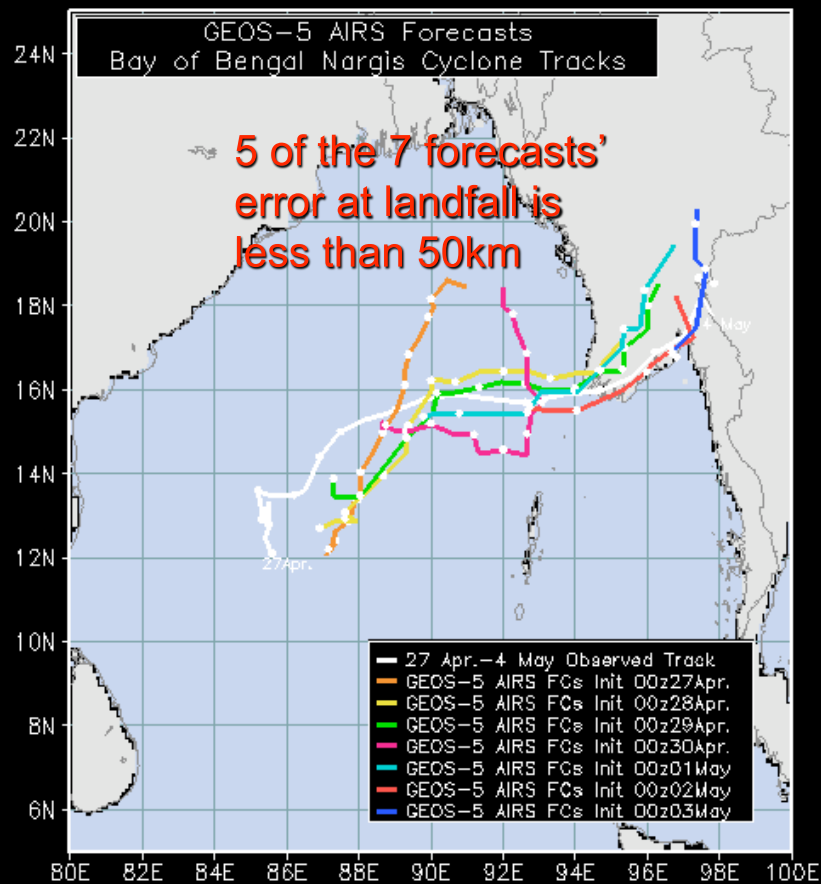 GEOS-5 AIRS Forecasts
Bay of Bengal Nargis Cyclone Tracks
5 of the 7 forecasts’
error at landfall is
less than 50km
24N
22N
20N
18N
16N
14N
12N
10N
8N
6N
4 May
27Apr.
27 Apr.-4 May Observed Track
GEOS-5 AIRS FCs Init 00z27Apr.
GEOS-5 AIRS FCs Init 00z28Apr.
GEOS-5 AIRS FCs Init 00z29Apr.
GEOS-5 AIRS FCs Init 00z30Apr.
GEOS-5 AIRS FCs Init 00z01May
GEOS-5 AIRS FCs Init 00z02May
GEOS-5 AIRS FCs Init 00z03May
80E 82E 84E 86E 88E 90E 92E 94E 96E 98E 100E